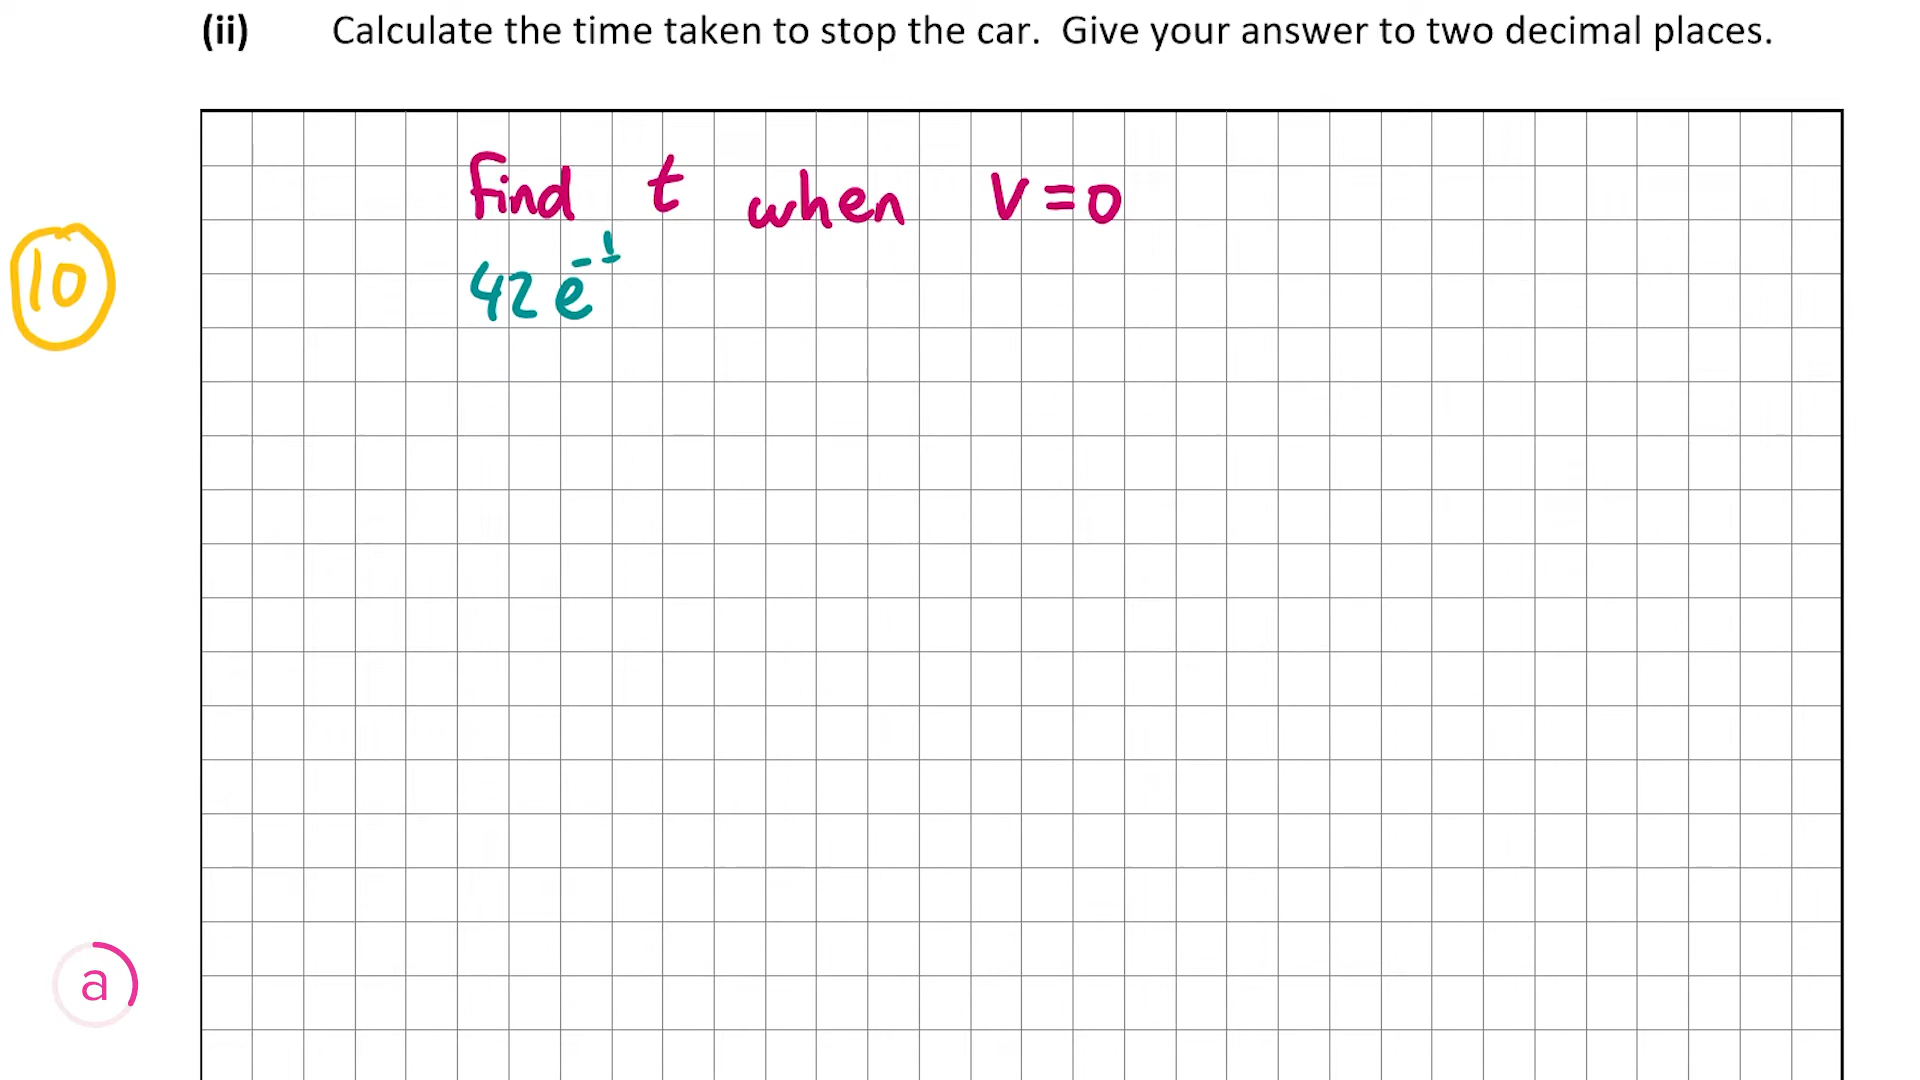 (ii) Calculate the time taken to stop the car. Give your answer to two decimal places.
Find t when v=0
10
42 e^-1
a